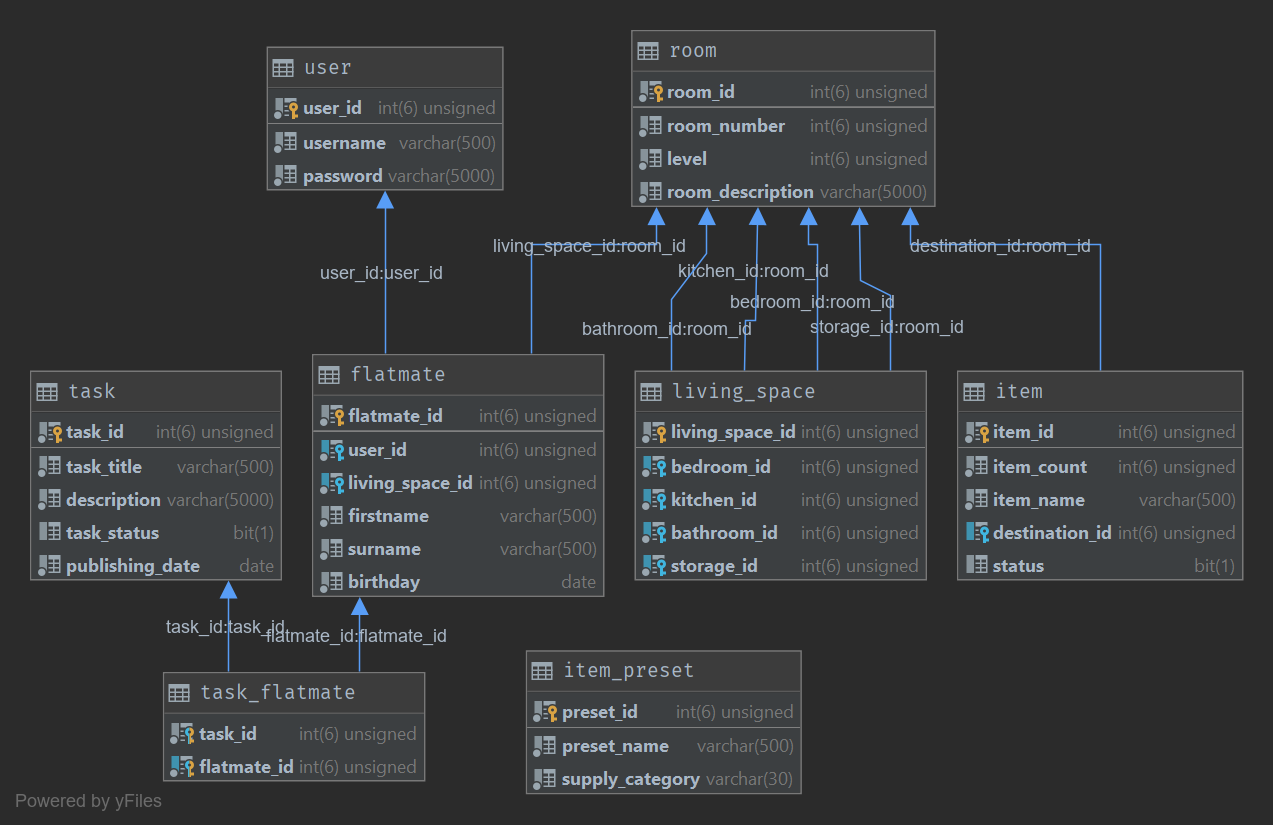 user
user_id int(6) unsigned
username varchar(500)
password varchar(5000)
room
room_id int(6) unsigned
room_number int(6) unsigned
level int(6) unsigned
room_description varchar(5000)
living_space_id:room_id
destination_id:room_id
user_id:user_id
kitchen_id:room_id
bedroom_id:room_id
bathroom_id:room_id
storage_id:room_id
task
task_id int(6) unsigned
task_title varchar(500)
description varchar(5000)
task_status bit(1)
publishing_date date
flatmate
flatmate_id int(6) unsigned
user_id int(6) unsigned
living_space_id int(6) unsigned
firstname varchar(500)
surname varchar(500)
birthday date
living_space
living_space_id int(6) unsigned
bedroom_id int(6) unsigned
kitchen_id int(6) unsigned
bathroom_id int(6) unsigned
storage_id int(6) unsigned
item
item_id int(6) unsigned
item_count int(6) unsigned
item_name varchar(500)
destination_id int(6) unsigned
status bit(1)
task_id:task_id
flatmate_id:flatmate_id
task_flatmate
task_id int(6) unsigned
flatmate_id int(6) unsigned
item_preset
preset_id int(6) unsigned
preset_name varchar(500)
supply_category varchar(30)
Powered by yFiles